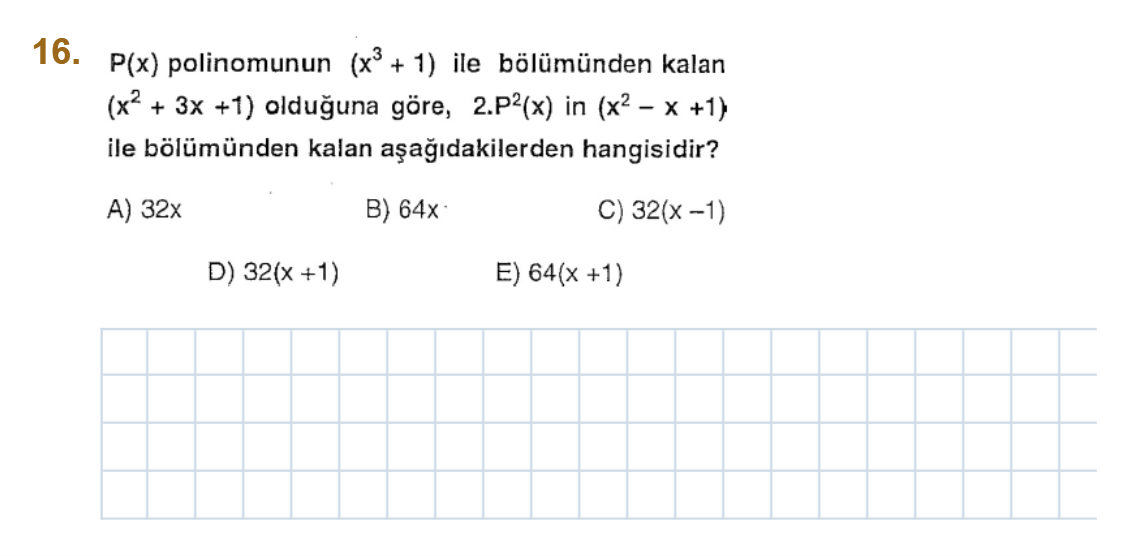 16. P(x) polinomunun (x³ + 1) ile bölümünden kalan
(x² + 3x +1) olduğuna göre, 2.P²(x) in (x² – x +1)
ile bölümünden kalan aşağıdakilerden hangisidir?
A) 32x B) 64x C) 32(x –1)
D) 32(x +1) E) 64(x +1)